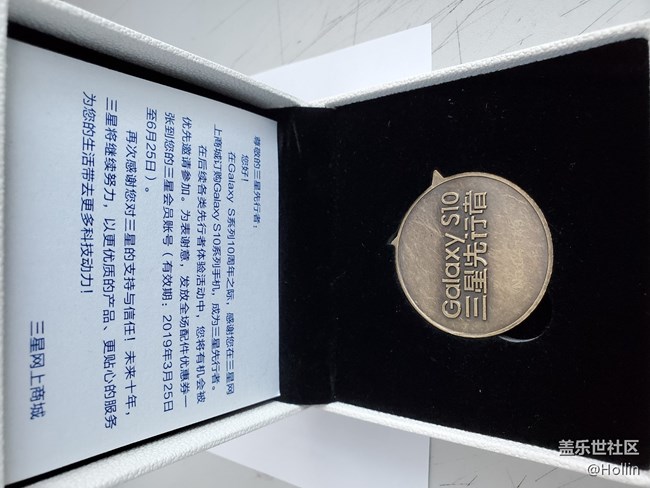 尊敬的三星先行者：
您好！
在Galaxy S系列10周年之际，感谢您在三星网
上商城订购Galaxy S10系列手机，成为三星先行者。
在后续各类先行者体验活动中，您将有机会被
优先邀请参加。为表谢意，发放全场配件优惠券一
张到您的三星会员账号（有效期：2019年3月25日
至6月25日）。
再次感谢您对三星的支持与信任！未来十年，
三星将继续努力，以更优质的产品、更贴心的服务
为您的生活带去更多科技动力！
三星网上商城
Galaxy S10
三星先行官
盖乐世社区
@Hollin